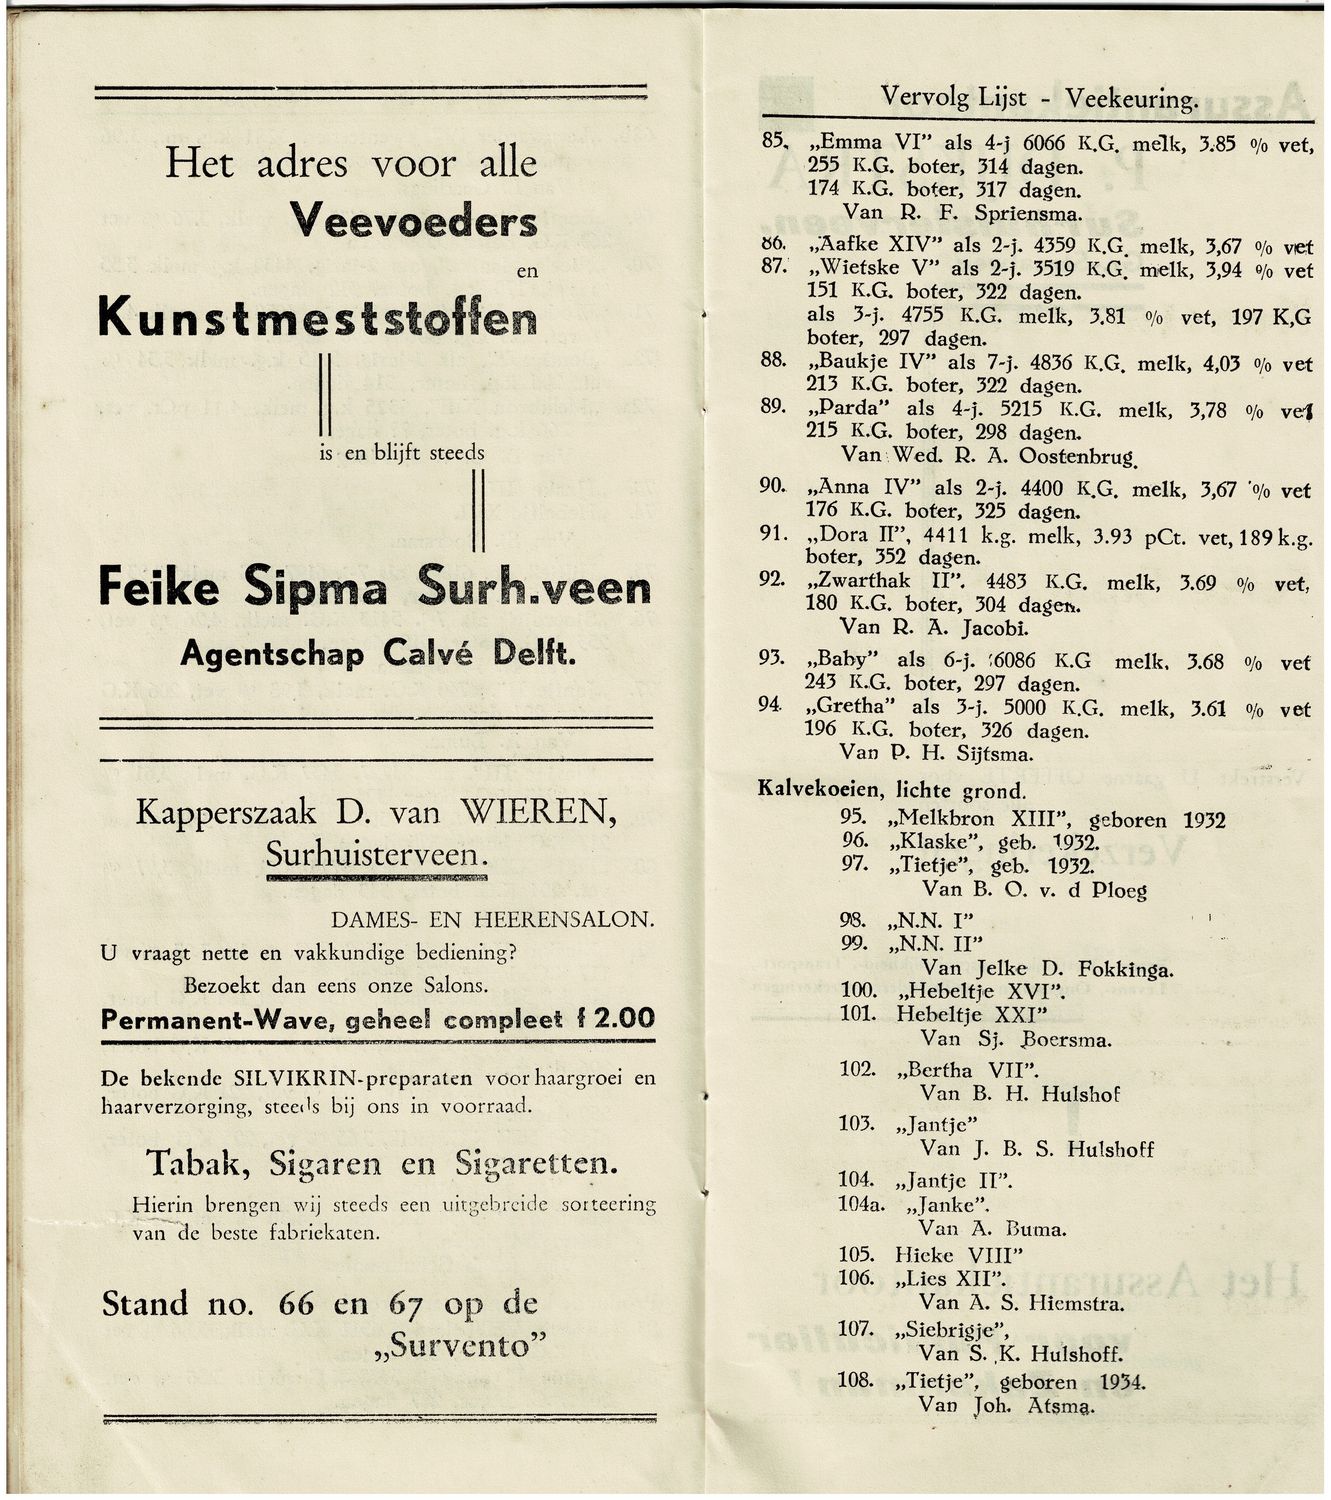 Het adres voor alle
Veevoeders
en
Kunstmeststoffen
is en blijft steeds
Feike Sipma Surh.veen
Agentschap Calvé Delft.
Kapperszaak D. van WIEREN,
Surhuisterveen.
DAMES- EN HEERENSALON.
U vraagt nette en vakkundige bediening?
Bezoekt dan eens onze Salons.
Permanent-Wave, geheel compleet f 2.00
De bekende SILVIKRIN-preparaten voor haargroei en
haarverzorging, steeds bij ons in voorraad.
Tabak, Sigaren en Sigaretten.
Hierin brengen wij steeds een uitgebreide sorteering
van de beste fabriekaten.
Stand no. 66 en 67 op de
„Survento”
Vervolg Lijst - Veekeuring.
85. „Emma VI” als 4-j 6066 K.G. melk, 3.85 % vet,
255 K.G. boter, 314 dagen.
174 K.G. boter, 317 dagen.
Van R. F. Spriensma.
86. „Aafke XIV” als 2-j. 4359 K.G. melk, 3,67 % vet
87. „Wietske V” als 2-j. 3519 K.G. melk, 3,94 % vet
151 K.G. boter, 322 dagen.
als 3-j. 4755 K.G. melk, 3.81 % vet, 197 K,G
boter, 297 dagen.
88. „Baukje IV” als 7-j. 4836 K.G. melk, 4,03 % vet
213 K.G. boter, 322 dagen.
89. „Parda” als 4-j. 5215 K.G. melk, 3,78 % vet
215 K.G. boter, 298 dagen.
Van Wed. R. A. Oostenbrug.
90. „Anna IV” als 2-j. 4400 K.G. melk, 3,67 % vet
176 K.G. boter, 325 dagen.
91. „Dora II”, 4411 k.g. melk, 3.93 pCt. vet, 189 k.g.
boter, 352 dagen.
92. „Zwarthak II”. 4483 K.G. melk, 3.69 % vet,
180 K.G. boter, 304 dagen.
Van R. A. Jacobi.
93. „Baby” als 6-j. 6086 K.G melk. 3.68 % vet
243 K.G. boter, 297 dagen.
94. „Gretha” als 3-j. 5000 K.G. melk, 3.61 % vet
196 K.G. boter, 326 dagen.
Van P. H. Sijtsma.
Kalvekoeien, lichte grond.
95. „Melkbron XIII”, geboren 1932
96. „Klaske”, geb. 1932.
97. „Tietje”, geb. 1932.
Van B. O. v. d Ploeg
98. „N.N. I”
99. „N.N. II”
Van Jelke D. Fokkinga.
100. „Hebeltje XVI”.
101. Hebeltje XXI”
Van Sj. Boersma.
102. „Bertha VII”.
Van B. H. Hulshof
103. „Jantje”
Van J. B. S. Hulshoff
104. „Jantje II”.
104a. „Janke”.
Van A. Buma.
105. Hieke VIII”
106. „Lies XII”.
Van A. S. Hiemstra.
107. „Siebrigje”,
Van S. K. Hulshoff.
108. „Tietje”, geboren 1934.
Van Joh. Atsma.